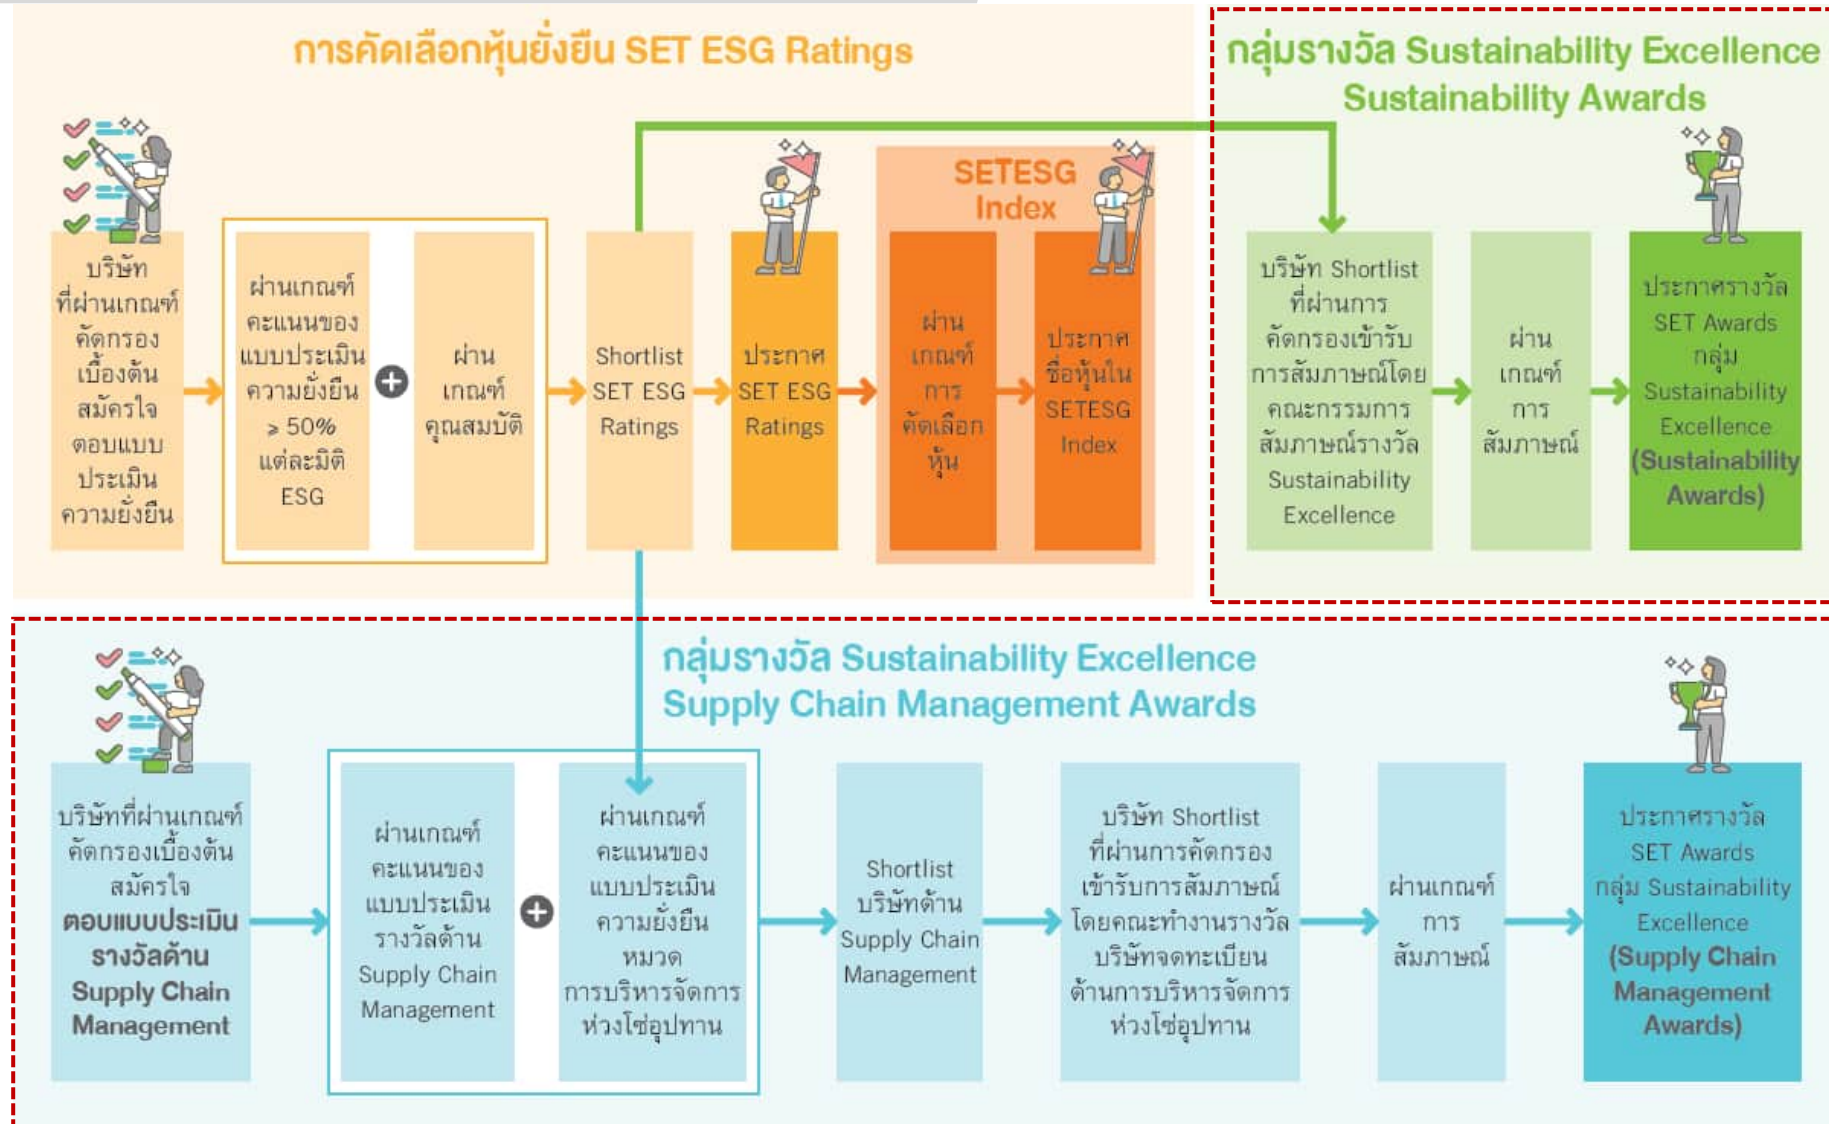 การคัดเลือกหุ้นยั่งยืน SET ESG Ratings
บริษัท
ที่ผ่านเกณฑ์
คัดกรอง
เบื้องต้น
สมัครใจ
ตอบแบบ
ประเมิน
ความยั่งยืน
ผ่านเกณฑ์
คะแนนของ
แบบประเมิน
ความยั่งยืน
⩾ 50%
แต่ละมิติ
ESG
+
ผ่าน
เกณฑ์
คุณสมบัติ
Shortlist
SET ESG
Ratings
ประกาศ
SET ESG
Ratings
SETESG
Index
ผ่าน
เกณฑ์
การ
คัดเลือก
หุ้น
ประกาศ
ชื่อหุ้นใน
SETESG
Index
กลุ่มรางวัล Sustainability Excellence
Sustainability Awards
บริษัท Shortlist
ที่ผ่านการ
คัดกรองเข้ารับ
การสัมภาษณ์โดย
คณะกรรมการ
สัมภาษณ์รางวัล
Sustainability
Excellence
ผ่าน
เกณฑ์
การ
สัมภาษณ์
ประกาศรางวัล
SET Awards
กลุ่ม
Sustainability
Excellence
(Sustainability
Awards)
กลุ่มรางวัล Sustainability Excellence
Supply Chain Management Awards
บริษัทที่ผ่านเกณฑ์
คัดกรองเบื้องต้น
สมัครใจ
ตอบแบบประเมิน
รางวัลด้าน
Supply Chain
Management
ผ่านเกณฑ์
คะแนนของ
แบบประเมิน
รางวัลด้าน
Supply Chain
Management
+
ผ่านเกณฑ์
คะแนนของ
แบบประเมิน
ความยั่งยืน
หมวด
การบริหารจัดการ
ห่วงโซ่อุปทาน
Shortlist
บริษัทด้าน
Supply Chain
Management
บริษัท Shortlist
ที่ผ่านการคัดกรอง
เข้ารับการสัมภาษณ์
โดยคณะทำงานรางวัล
บริษัทจดทะเบียน
ด้านการบริหารจัดการ
ห่วงโซ่อุปทาน
ผ่านเกณฑ์
การ
สัมภาษณ์
ประกาศรางวัล
SET Awards
กลุ่ม Sustainability
Excellence
(Supply Chain
Management
Awards)